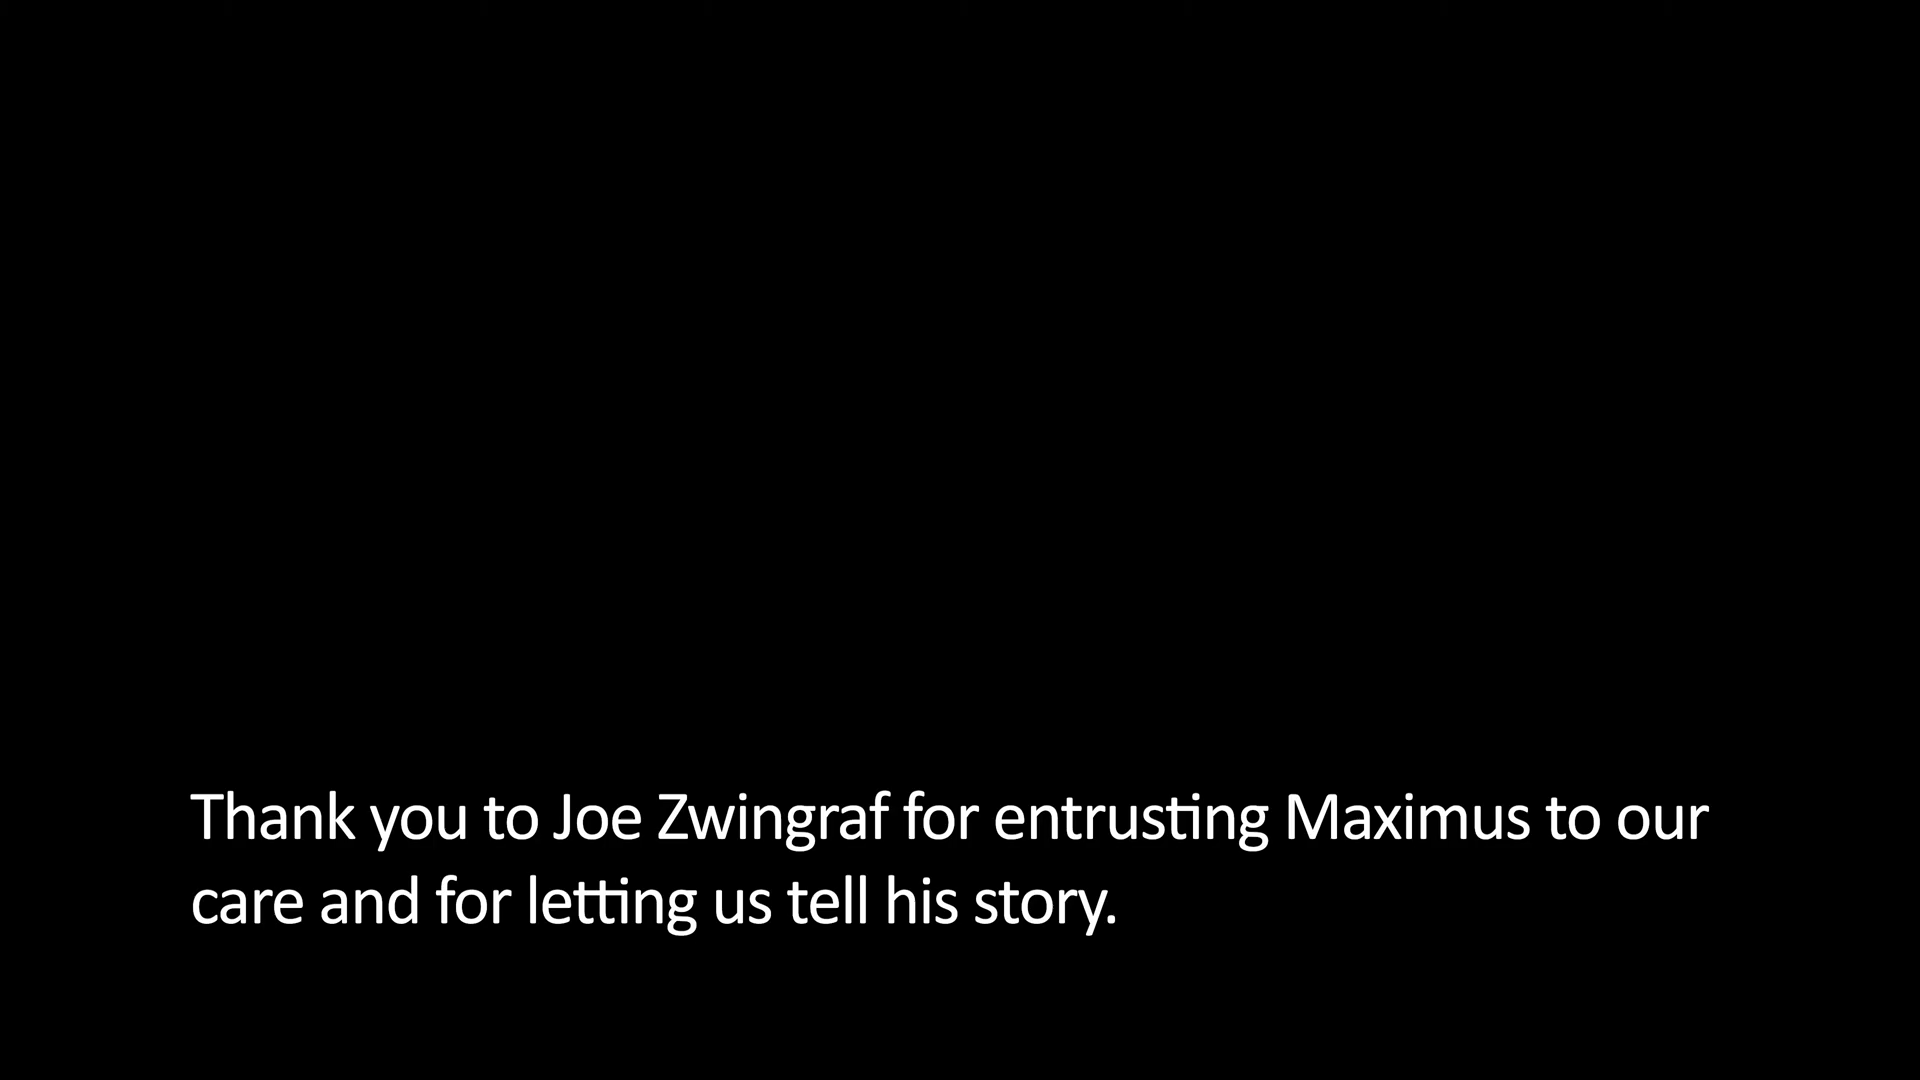 Thank you to Joe Zwingraf for entrusting Maximus to our
care and for letting us tell his story.